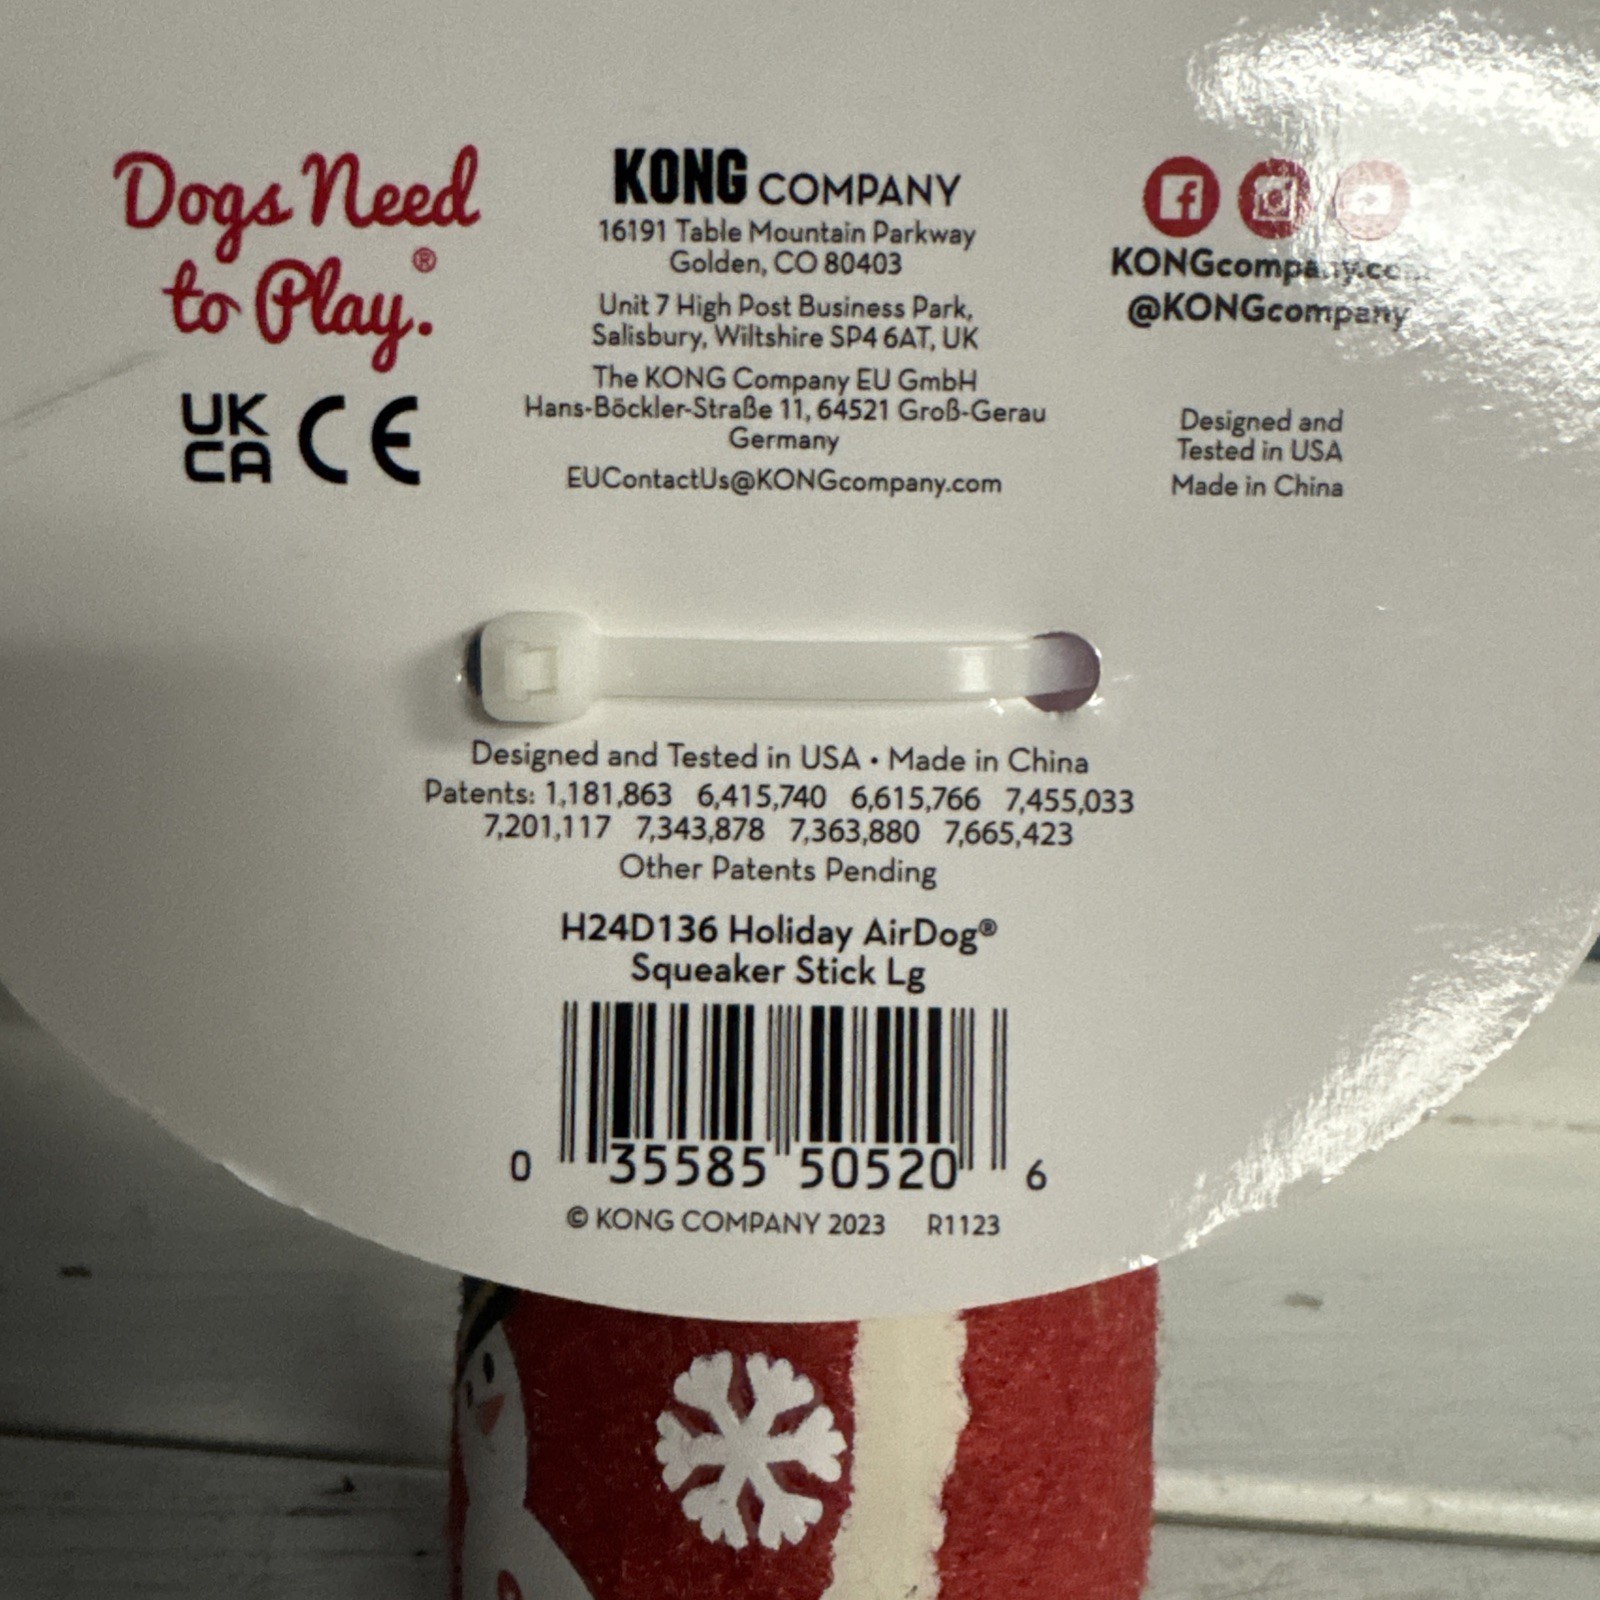 Dogs Need
to Play.®
UK
CA CE
KONG COMPANY
16191 Table Mountain Parkway
Golden, CO 80403
Unit 7 High Post Business Park,
Salisbury, Wiltshire SP4 6AT, UK
The KONG Company EU GmbH
Hans-Böckler-Straße 11, 64521 Groß-Gerau
Germany
EUContactUs@KONGcompany.com
@KONGcompany
Designed and
Tested in USA
Made in China
Designed and Tested in USA • Made in China
Patents: 1,181,863 6,415,740 6,615,766 7,455,033
7,201,117 7,343,878 7,363,880 7,665,423
Other Patents Pending
H24D136 Holiday AirDog®
Squeaker Stick Lg
0 35585 50520 6
© KONG COMPANY 2023 R1123